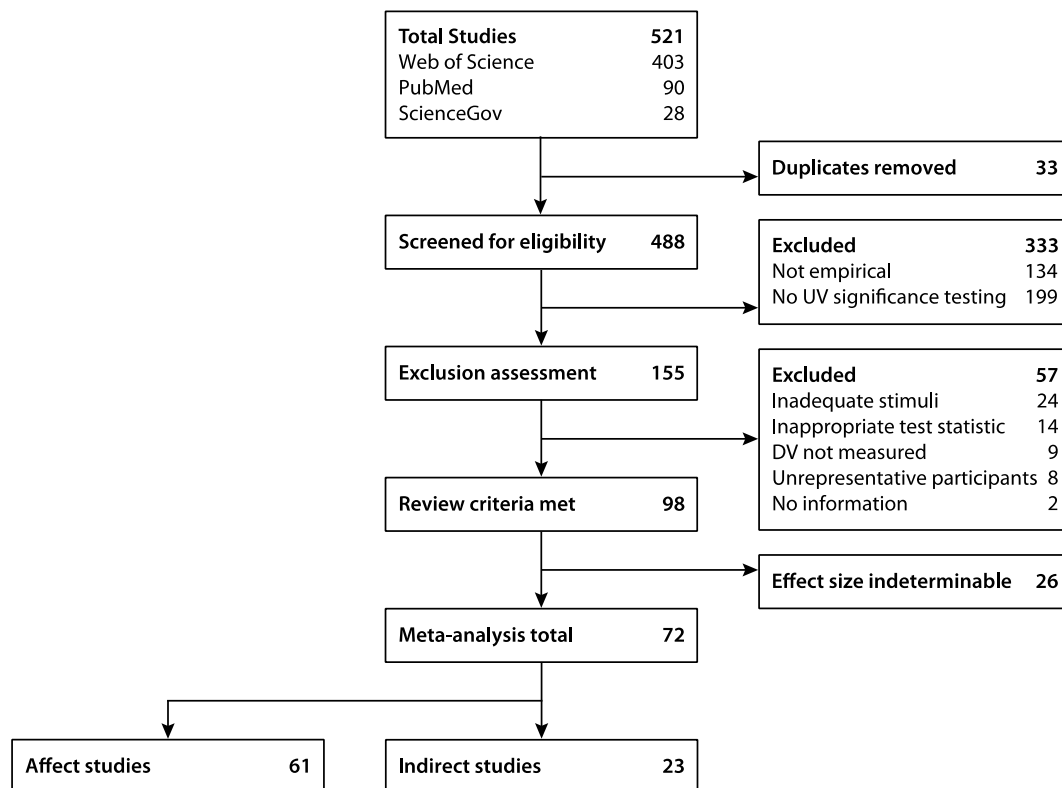 Total Studies 521
Web of Science 403
PubMed 90
ScienceGov 28
Duplicates removed 33
Screened for eligibility 488
Excluded 333
Not empirical 134
No UV significance testing 199
Exclusion assessment 155
Excluded 57
Inadequate stimuli 24
Inappropriate test statistic 14
DV not measured 9
Unrepresentative participants 8
No information 2
Review criteria met 98
Effect size indeterminable 26
Meta-analysis total 72
Affect studies 61
Indirect studies 23